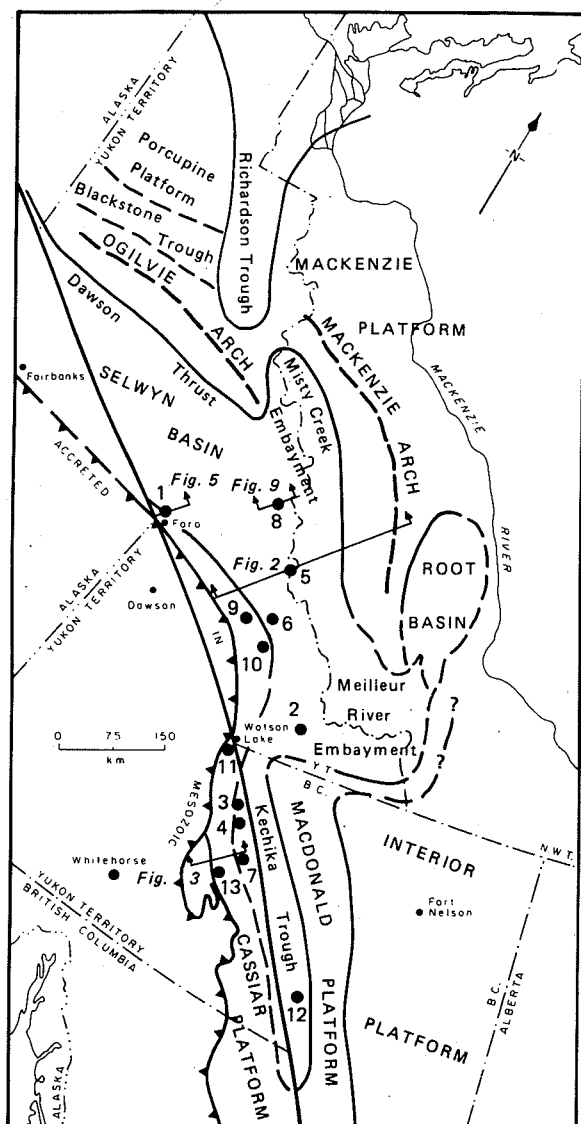 ALASKA
YUKON TERRITORY
Porcupine
Platform
Richardson Trough
Blackstone
Trough
OGILVIE
ARCH
-N-
MACKENZIE
PLATFORM
Dawson
Thrust
MACKENZIE
ARCH
MACKENZIE
RIVER
Fairbanks
SELWYN
BASIN
Misty Creek
Embayment
ACCRETED
IN
MESOZOIC
1
Fig. 5
Fig. 9
8
Faro
ALASKA
YUKON TERRITORY
Dawson
Fig. 2
5
ROOT
BASIN
9
6
10
Meilleur
River
Embayment
2
0 75 150
km
Watson
Lake
11
Y.T.
B.C.
?
?
N.W.T.
3
4
Kechika
Trough
MACDONALD
PLATFORM
INTERIOR
PLATFORM
Whitehorse
Fig. 3
7
13
Fort
Nelson
YUKON TERRITORY
BRITISH COLUMBIA
CASSIAR
PLATFORM
12
B.C.
ALBERTA
ALASKA